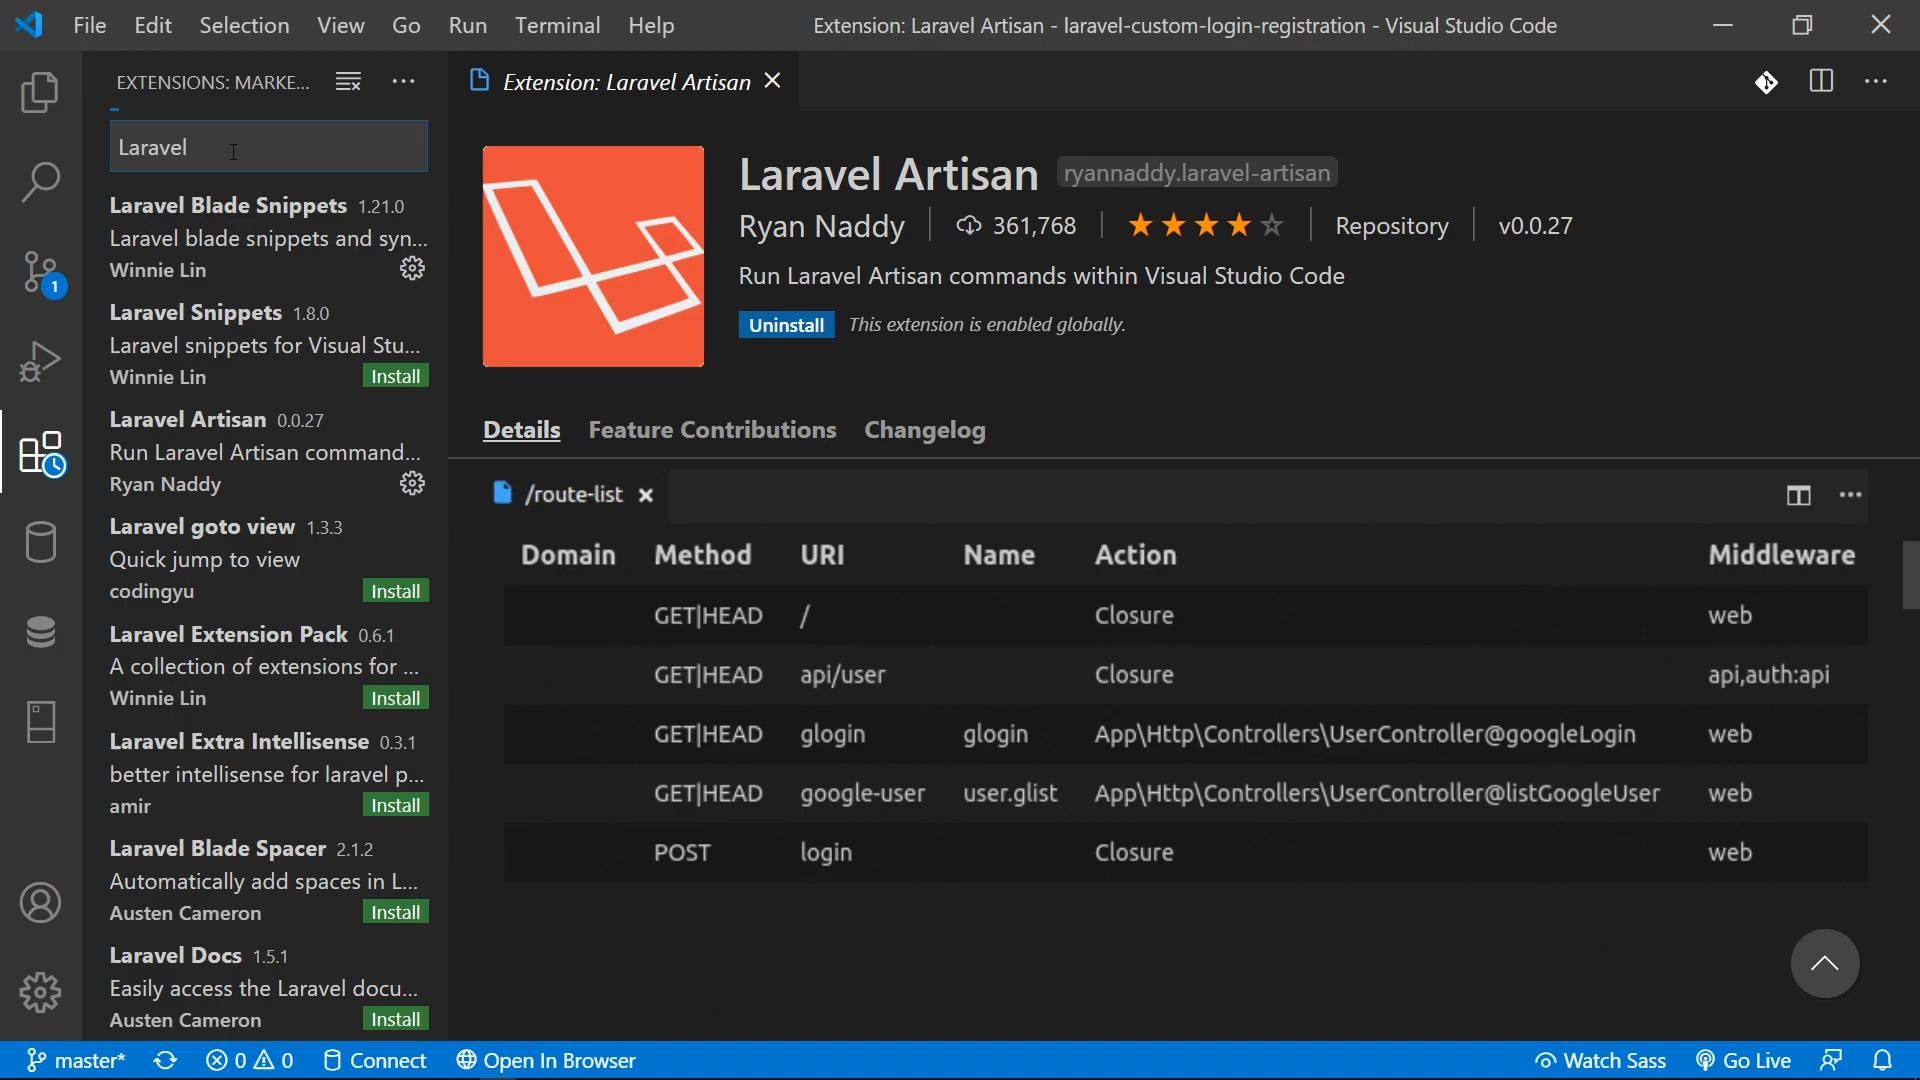 File Edit Selection View Go Run Terminal Help Extension: Laravel Artisan - laravel-custom-login-registration - Visual Studio Code
EXTENSIONS: MARKE...
Laravel
Laravel Blade Snippets 1.21.0
Laravel blade snippets and syn...
Winnie Lin
Laravel Snippets 1.8.0
Laravel snippets for Visual Stu...
Winnie Lin Install
Laravel Artisan 0.0.27
Run Laravel Artisan command...
Ryan Naddy
Laravel goto view 1.3.3
Quick jump to view
codingyu Install
Laravel Extension Pack 0.6.1
A collection of extensions for ...
Winnie Lin Install
Laravel Extra Intellisense 0.3.1
better intellisense for laravel p...
amir Install
Laravel Blade Spacer 2.1.2
Automatically add spaces in L...
Austen Cameron Install
Laravel Docs 1.5.1
Easily access the Laravel docu...
Austen Cameron Install
1
Extension: Laravel Artisan
Laravel Artisan ryannaddy.laravel-artisan
Ryan Naddy 361,768 Repository v0.0.27
Run Laravel Artisan commands within Visual Studio Code
Uninstall This extension is enabled globally.
Details Feature Contributions Changelog
/route-list
Domain Method URI Name Action Middleware
GET|HEAD / Closure web
GET|HEAD api/user Closure api,auth:api
GET|HEAD glogin glogin App\Http\Controllers\UserController@googleLogin web
GET|HEAD google-user user.glist App\Http\Controllers\UserController@listGoogleUser web
POST login Closure web
master* 0 0 Connect Open In Browser Watch Sass Go Live